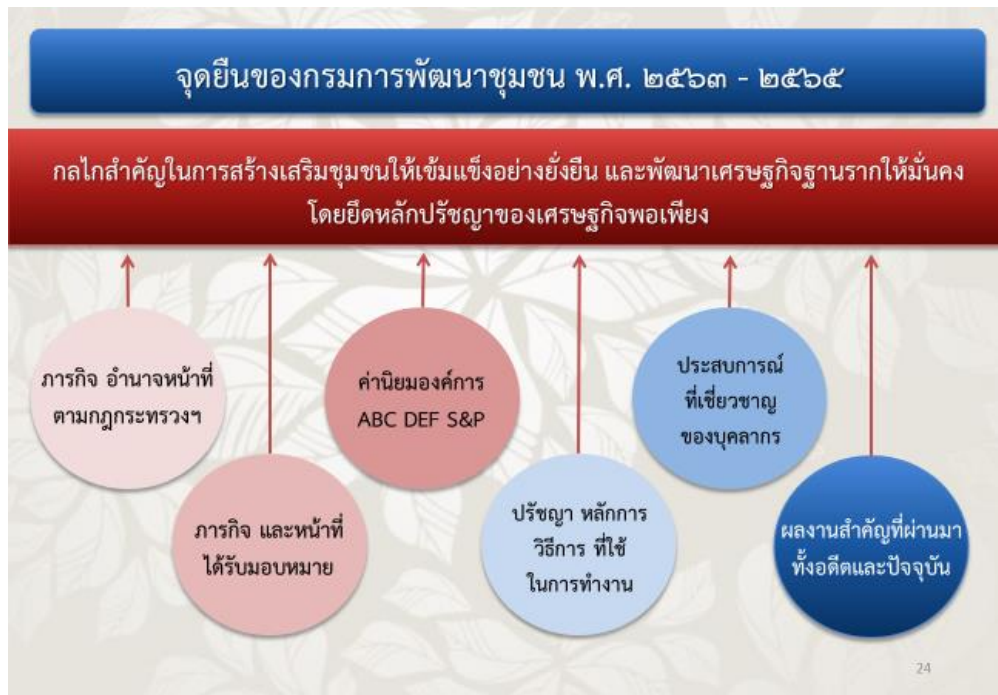 จุดยืนของกรมการพัฒนาชุมชน พ.ศ. ๒๕๖๓ - ๒๕๖๕
กลไกสำคัญในการสร้างเสริมชุมชนให้เข้มแข็งอย่างยั่งยืน และพัฒนาเศรษฐกิจฐานรากให้มั่นคง
โดยยึดหลักปรัชญาของเศรษฐกิจพอเพียง
ภารกิจ อำนาจหน้าที่
ตามกฎกระทรวงฯ
ภารกิจ และหน้าที่
ได้รับมอบหมาย
ค่านิยมองค์การ
ABC DEF S&P
ปรัชญา หลักการ
วิธีการ ที่ใช้
ในการทำงาน
ประสบการณ์
ที่เชี่ยวชาญ
ของบุคลากร
ผลงานสำคัญที่ผ่านมา
ทั้งอดีตและปัจจุบัน
24